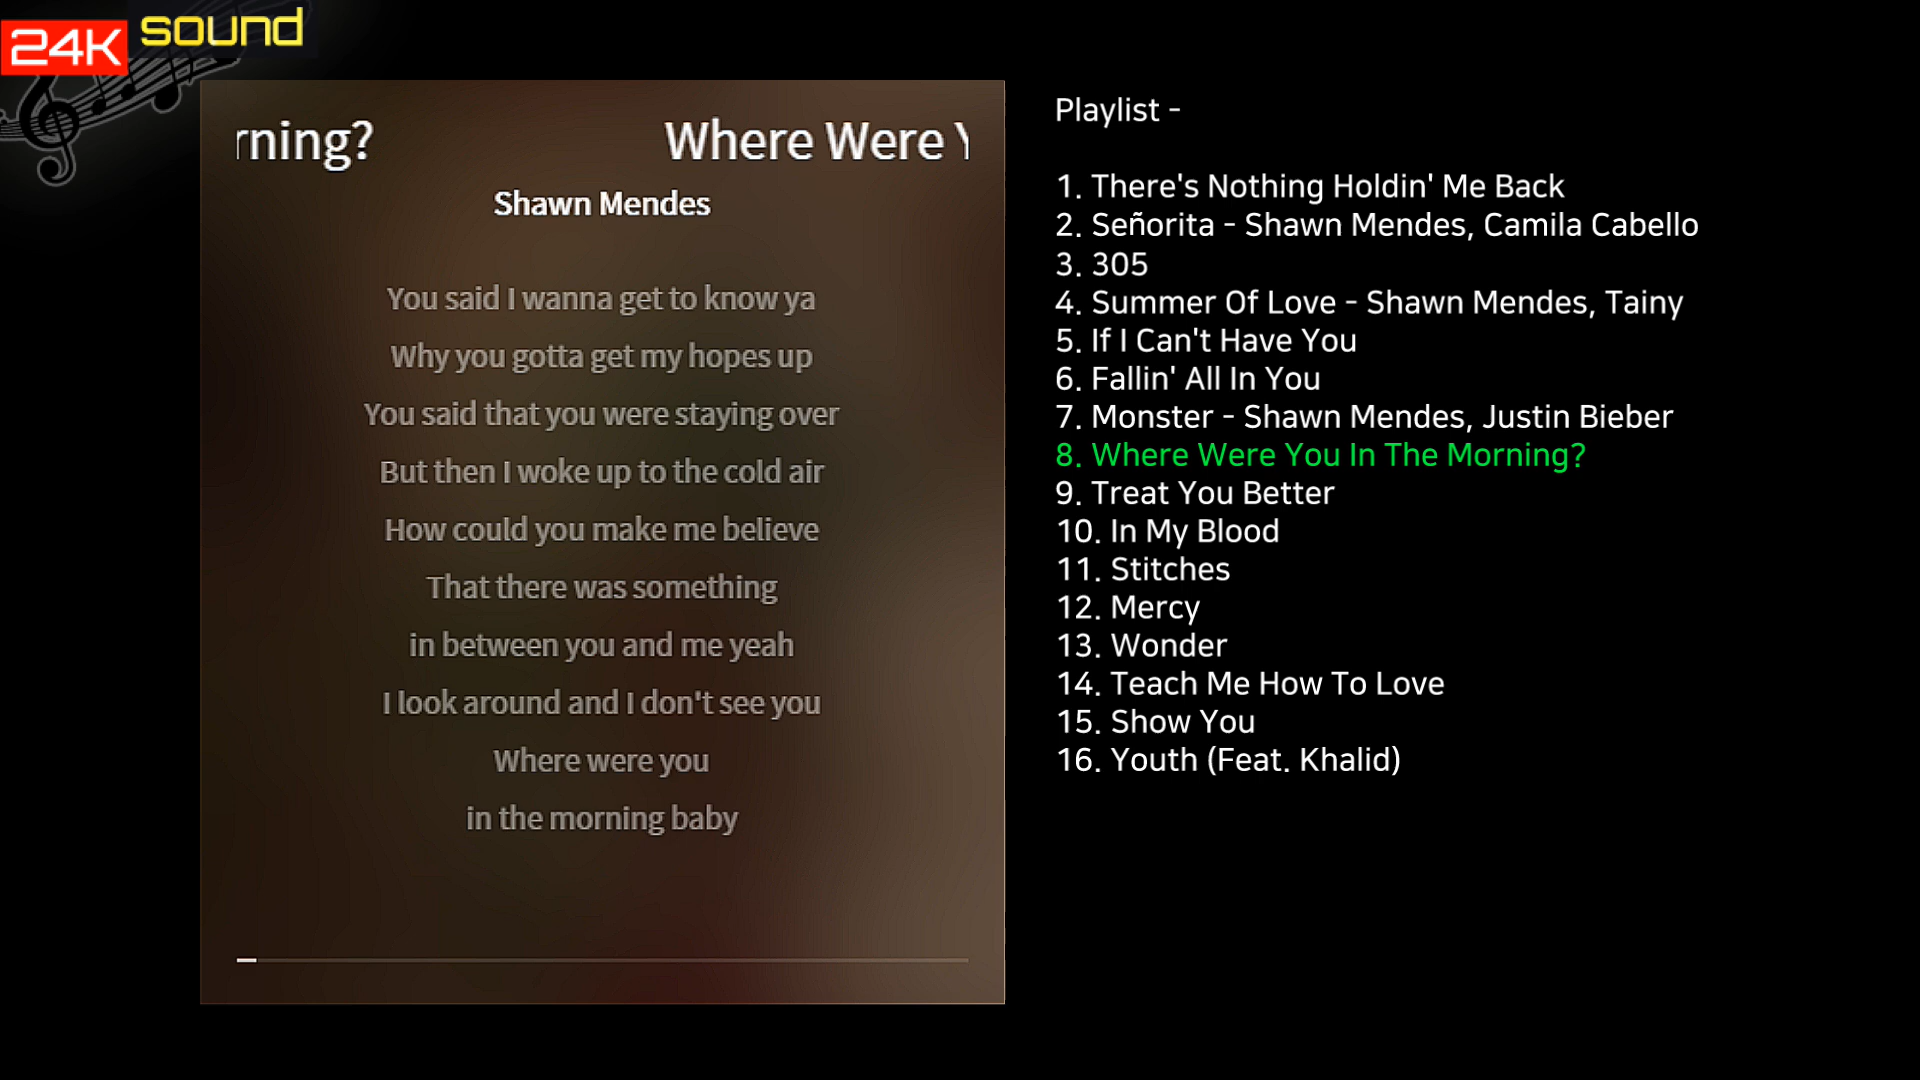 24K sound
rning? Where Were Y
Shawn Mendes
You said I wanna get to know ya
Why you gotta get my hopes up
You said that you were staying over
But then I woke up to the cold air
How could you make me believe
That there was something
in between you and me yeah
I look around and I don't see you
Where were you
in the morning baby
Playlist -
1. There's Nothing Holdin' Me Back
2. Señorita - Shawn Mendes, Camila Cabello
3. 305
4. Summer Of Love - Shawn Mendes, Tainy
5. If I Can't Have You
6. Fallin' All In You
7. Monster - Shawn Mendes, Justin Bieber
8. Where Were You In The Morning?
9. Treat You Better
10. In My Blood
11. Stitches
12. Mercy
13. Wonder
14. Teach Me How To Love
15. Show You
16. Youth (Feat. Khalid)